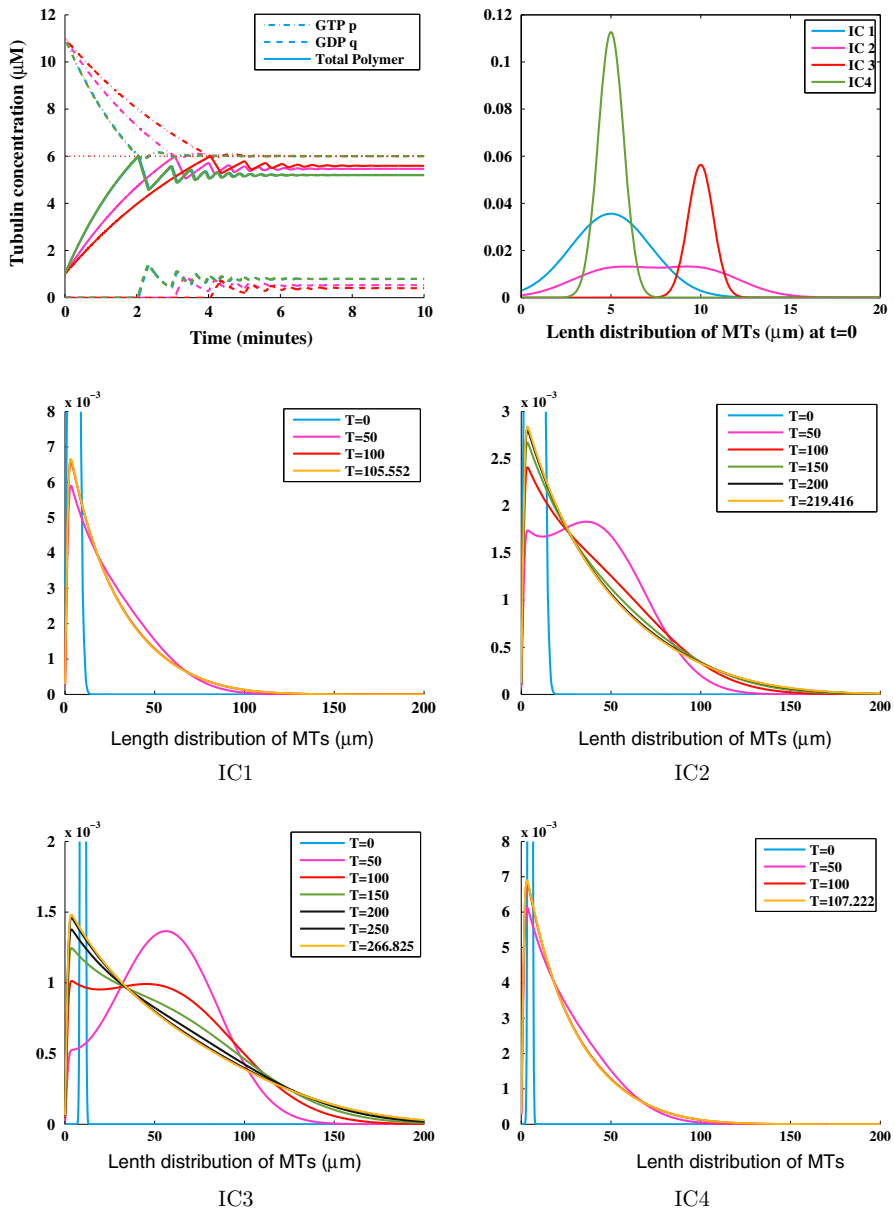 GTP p
GDP q
Total Polymer
12
10
8
6
4
2
0
Tubulin concentration (µM)
0 2 4 6 8 10
Time (minutes)
IC 1
IC 2
IC 3
IC4
0.12
0.1
0.08
0.06
0.04
0.02
0
0 5 10 15 20
Lenth distribution of MTs (µm) at t=0
x 10⁻³
8
7
6
5
4
3
2
1
0
T=0
T=50
T=100
T=105.552
0 50 100 150 200
Length distribution of MTs (µm)
IC1
x 10⁻³
3
2.5
2
1.5
1
0.5
0
T=0
T=50
T=100
T=150
T=200
T=219.416
0 50 100 150 200
Lenth distribution of MTs (µm)
IC2
x 10⁻³
2
1.5
1
0.5
0
T=0
T=50
T=100
T=150
T=200
T=250
T=266.825
0 50 100 150 200
Lenth distribution of MTs (µm)
IC3
x 10⁻³
8
7
6
5
4
3
2
1
0
T=0
T=50
T=100
T=107.222
0 50 100 150 200
Lenth distribution of MTs
IC4